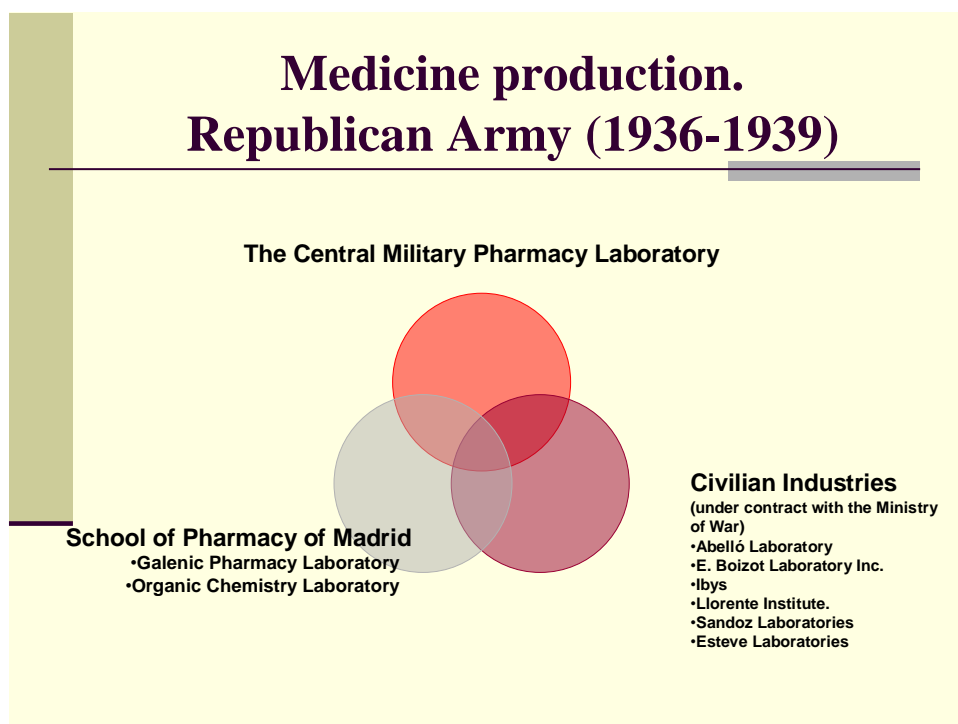 Medicine production.
Republican Army (1936-1939)
The Central Military Pharmacy Laboratory
School of Pharmacy of Madrid
•Galenic Pharmacy Laboratory
•Organic Chemistry Laboratory
Civilian Industries
(under contract with the Ministry
of War)
•Abelló Laboratory
•E. Boizot Laboratory Inc.
•Ibys
•Llorente Institute.
•Sandoz Laboratories
•Esteve Laboratories